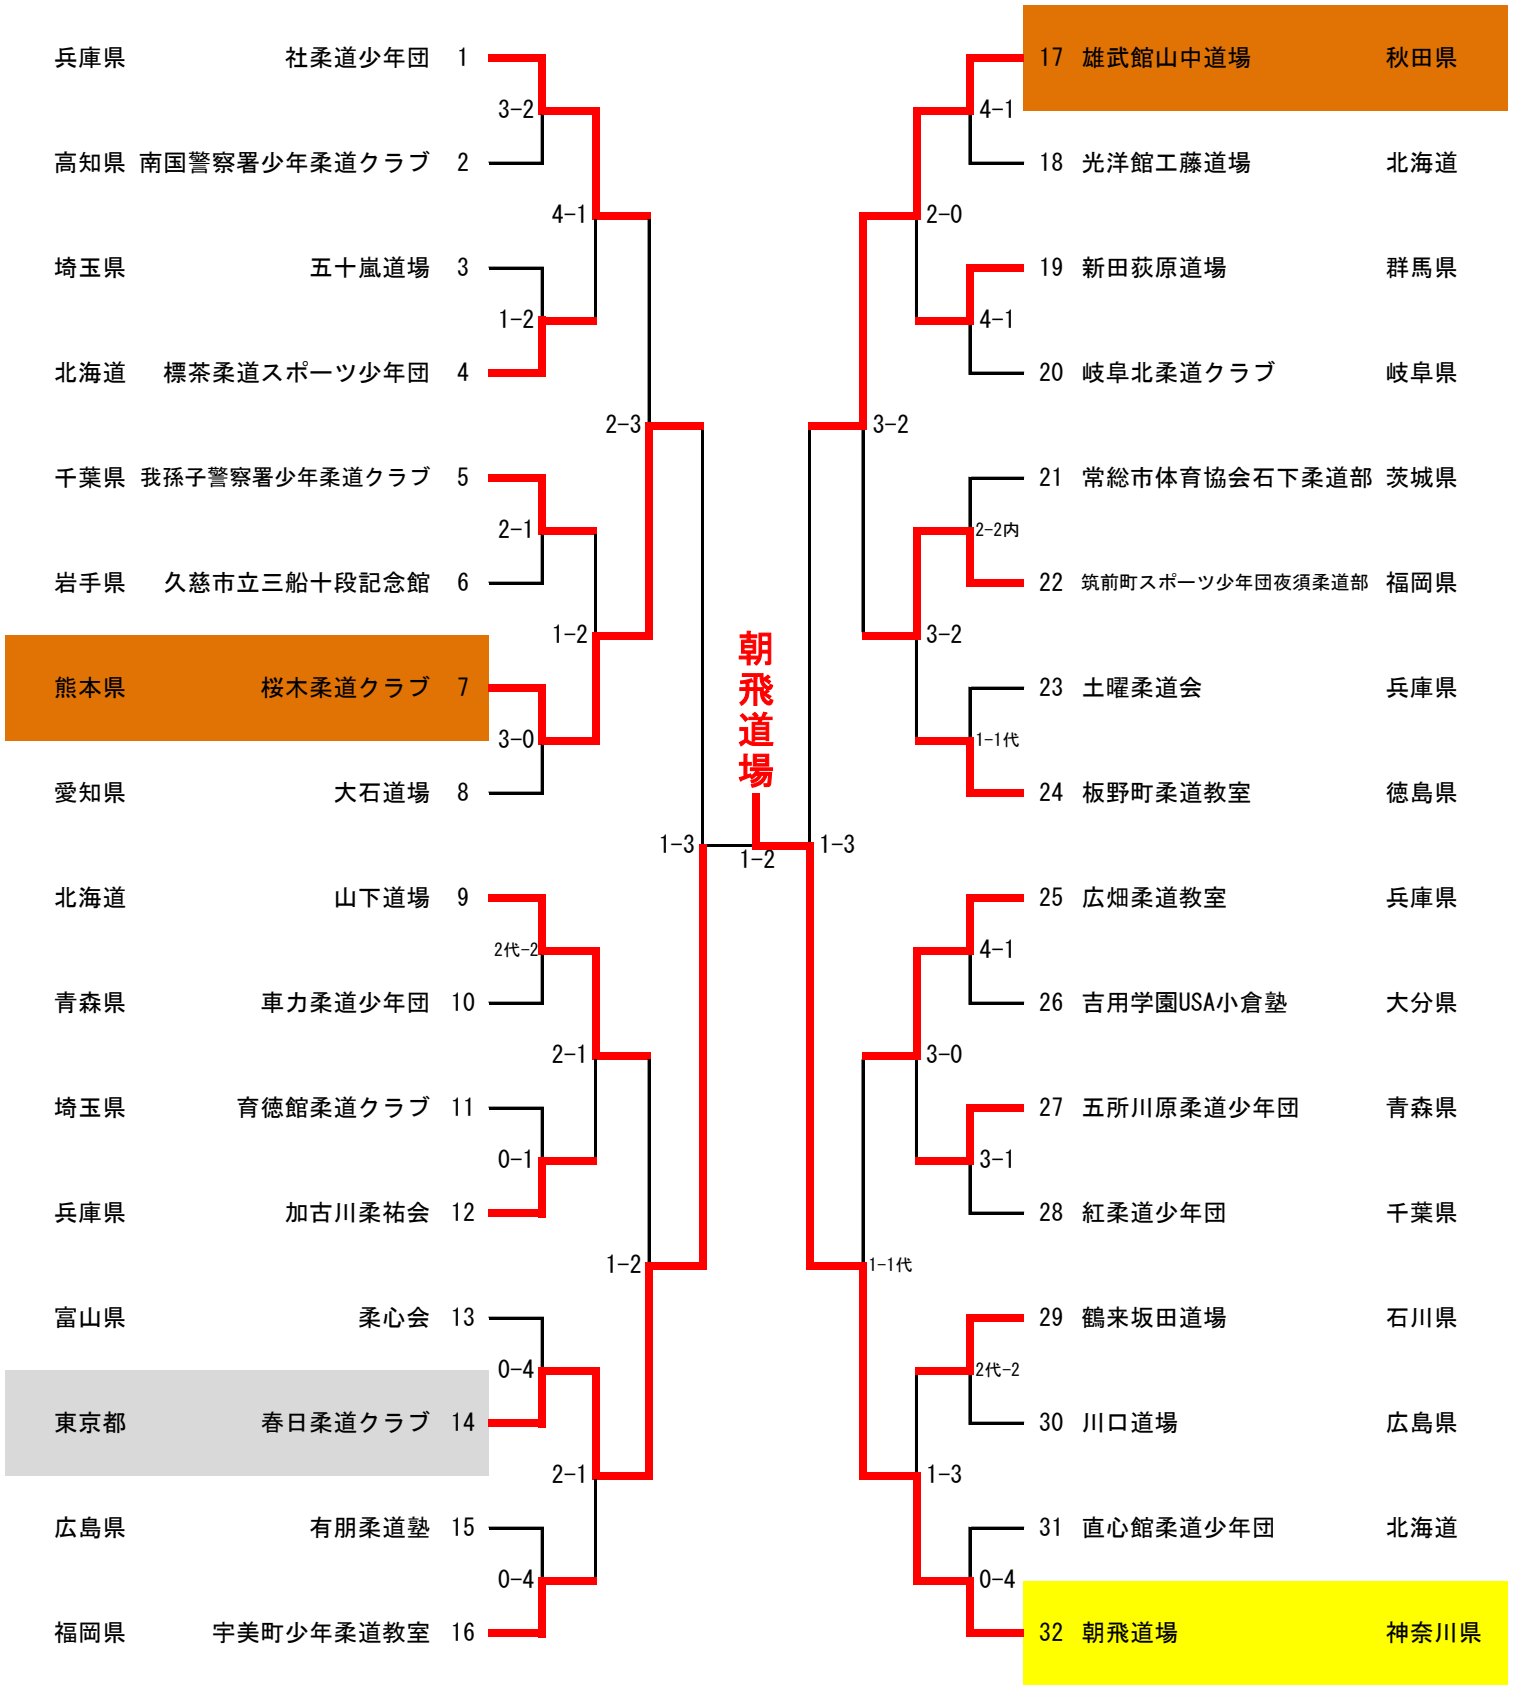 兵庫県 社柔道少年団 1
3-2
高知県 南国警察署少年柔道クラブ 2
4-1
埼玉県 五十嵐道場 3
1-2
北海道 標茶柔道スポーツ少年団 4
2-3
千葉県 我孫子警察署少年柔道クラブ 5
2-1
岩手県 久慈市立三船十段記念館 6
1-2
熊本県 桜木柔道クラブ 7
3-0
愛知県 大石道場 8
1-3
北海道 山下道場 9
2代-2
青森県 車力柔道少年団 10
2-1
埼玉県 育徳館柔道クラブ 11
0-1
兵庫県 加古川柔祐会 12
1-2
富山県 柔心会 13
0-4
東京都 春日柔道クラブ 14
2-1
広島県 有朋柔道塾 15
0-4
福岡県 宇美町少年柔道教室 16
朝飛道場
1-2
17 雄武館山中道場 秋田県
4-1
18 光洋館工藤道場 北海道
2-0
19 新田荻原道場 群馬県
4-1
20 岐阜北柔道クラブ 岐阜県
3-2
21 常総市体育協会石下柔道部 茨城県
2-2内
22 筑前町スポーツ少年団夜須柔道部 福岡県
3-2
23 土曜柔道会 兵庫県
1-1代
24 板野町柔道教室 徳島県
1-3
25 広畑柔道教室 兵庫県
4-1
26 吉用学園USA小倉塾 大分県
3-0
27 五所川原柔道少年団 青森県
3-1
28 紅柔道少年団 千葉県
1-1代
29 鶴来坂田道場 石川県
2代-2
30 川口道場 広島県
1-3
31 直心館柔道少年団 北海道
0-4
32 朝飛道場 神奈川県